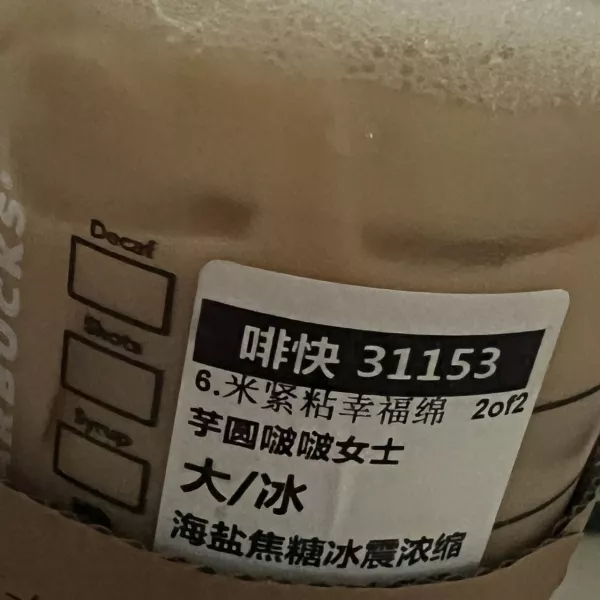 STARBUCKS
Decaf
Shots
Syrup
啡快 31153
6.米紧粘幸福绵 2of2
芋圆啵啵女士
大/冰
海盐焦糖冰震浓缩